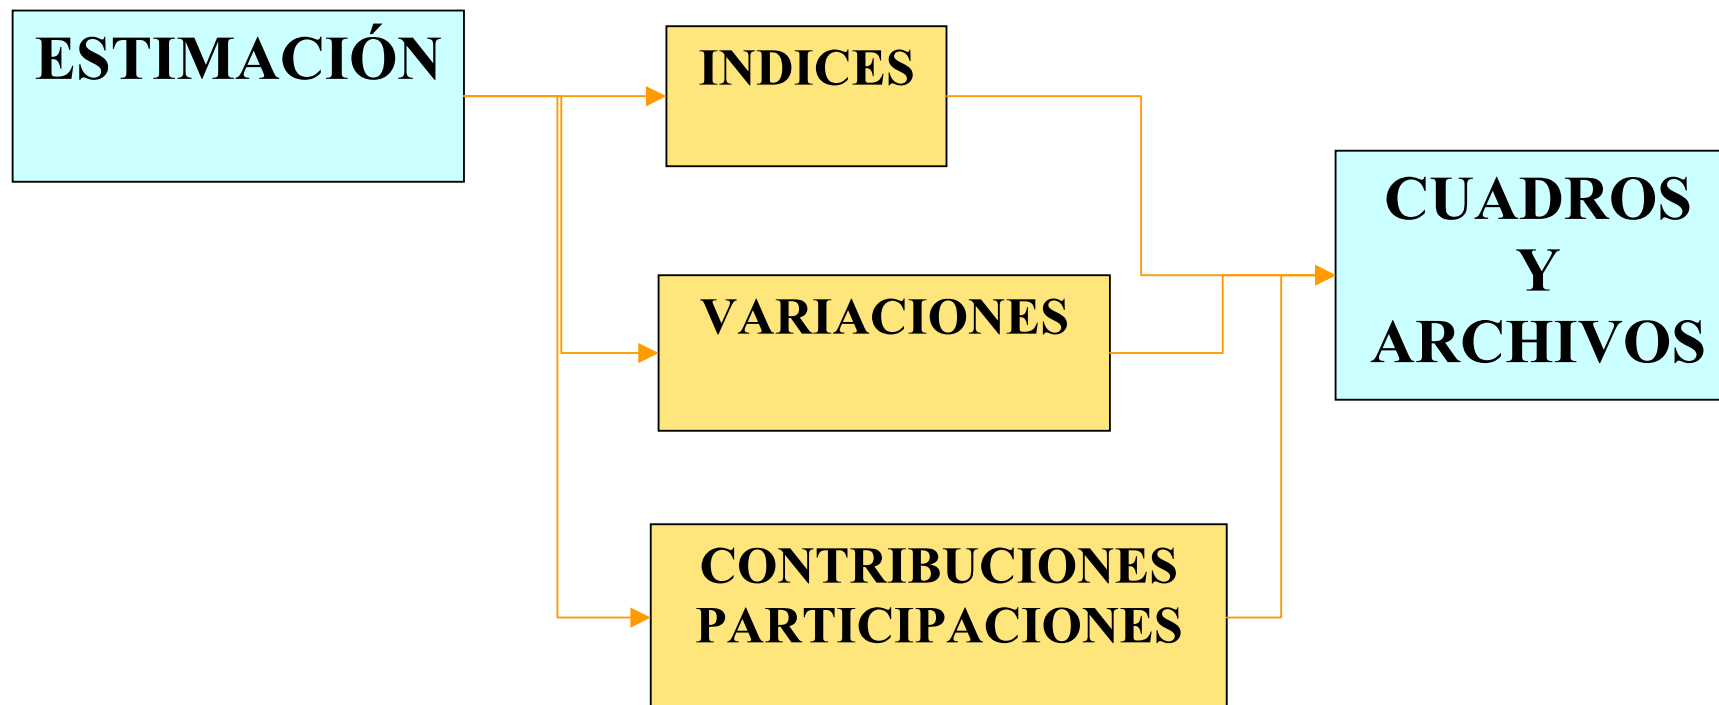 ESTIMACIÓN
INDICES
VARIACIONES
CONTRIBUCIONES
PARTICIPACIONES
CUADROS
Y
ARCHIVOS